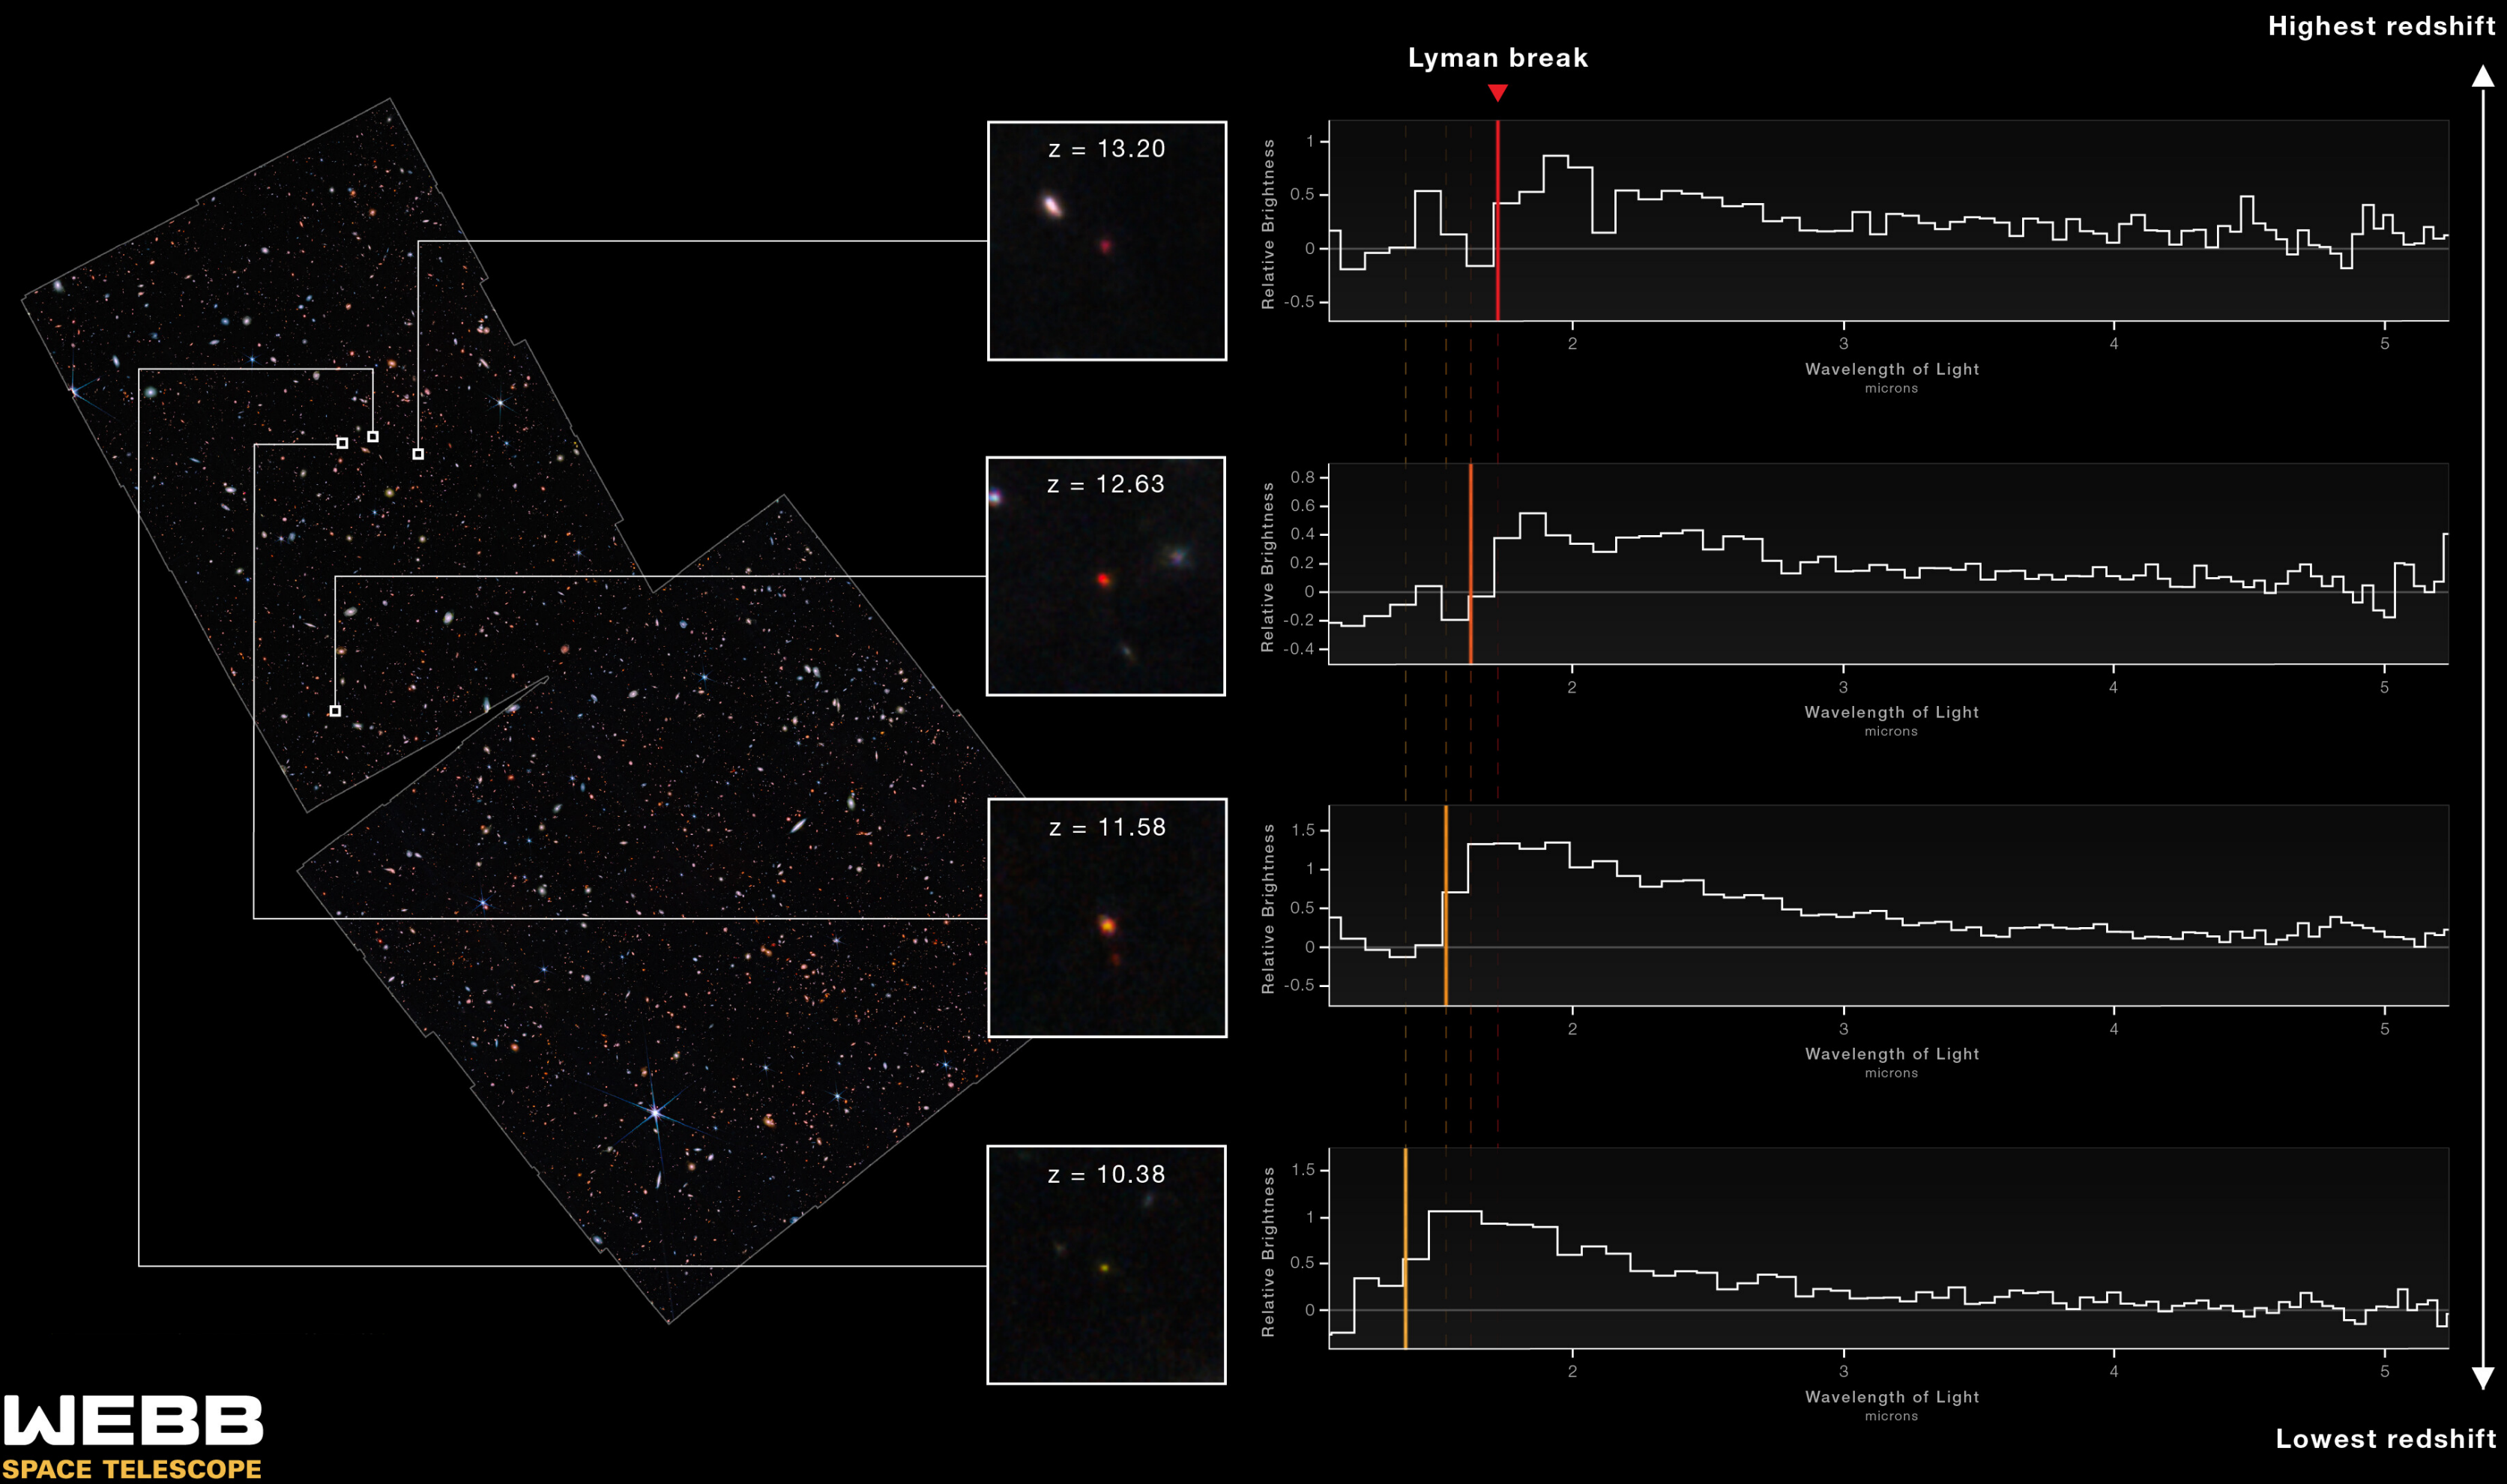 Highest redshift
Lyman break
z = 13.20
Relative Brightness
1
0.5
0
-0.5
2 3 4 5
Wavelength of Light
microns
z = 12.63
Relative Brightness
0.8
0.6
0.4
0.2
0
-0.2
-0.4
2 3 4 5
Wavelength of Light
microns
z = 11.58
Relative Brightness
1.5
1
0.5
0
-0.5
2 3 4 5
Wavelength of Light
microns
z = 10.38
Relative Brightness
1.5
1
0.5
0
2 3 4 5
Wavelength of Light
microns
Lowest redshift
WEBB
SPACE TELESCOPE